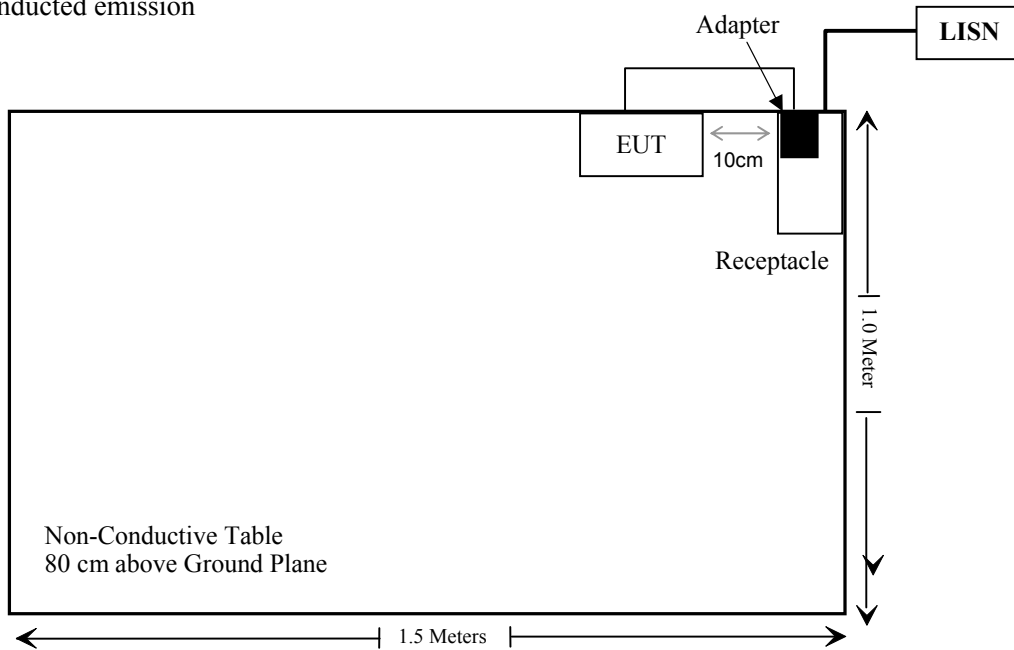 nducted emission
Adapter
LISN
EUT
10cm
Receptacle
1.0 Meter
Non-Conductive Table
80 cm above Ground Plane
1.5 Meters